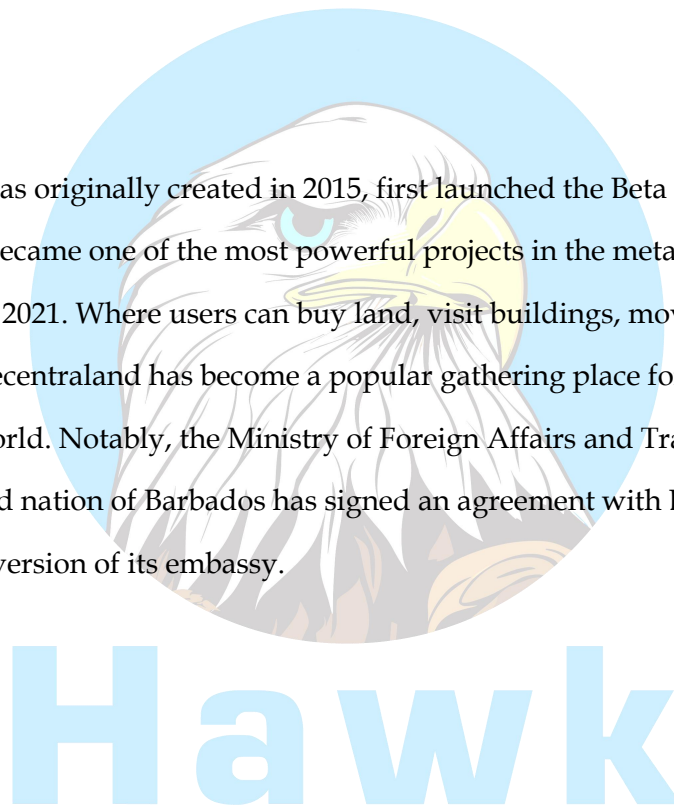 as originally created in 2015, first launched the Beta
ecame one of the most powerful projects in the meta
2021. Where users can buy land, visit buildings, mov
ecentraland has become a popular gathering place fo
orld. Notably, the Ministry of Foreign Affairs and Tra
d nation of Barbados has signed an agreement with
version of its embassy.
Hawk